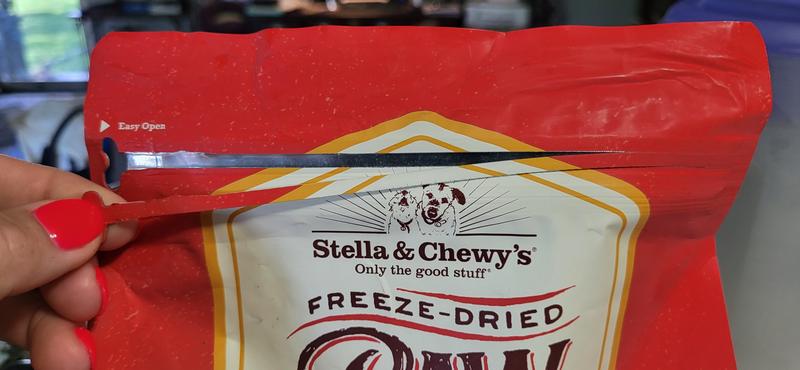 Easy Open
Stella & Chewy's®
Only the good stuff®
FREEZE-DRIED